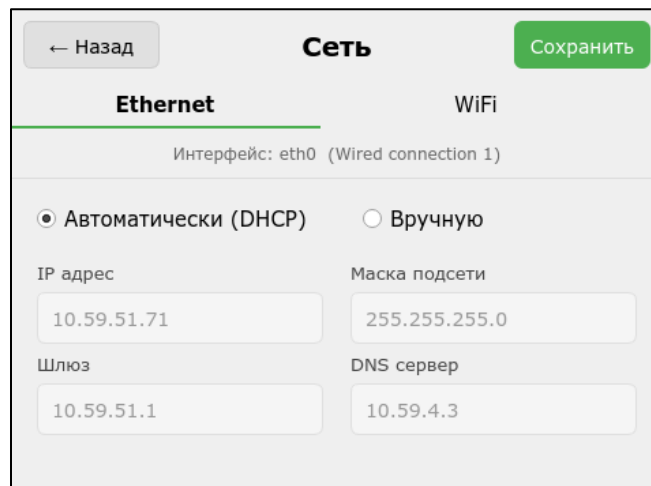 ← Назад
Сеть
Сохранить
Ethernet
WiFi
Интерфейс: eth0 (Wired connection 1)
Автоматически (DHCP)
Вручную
IP адрес
Маска подсети
10.59.51.71
255.255.255.0
Шлюз
DNS сервер
10.59.51.1
10.59.4.3